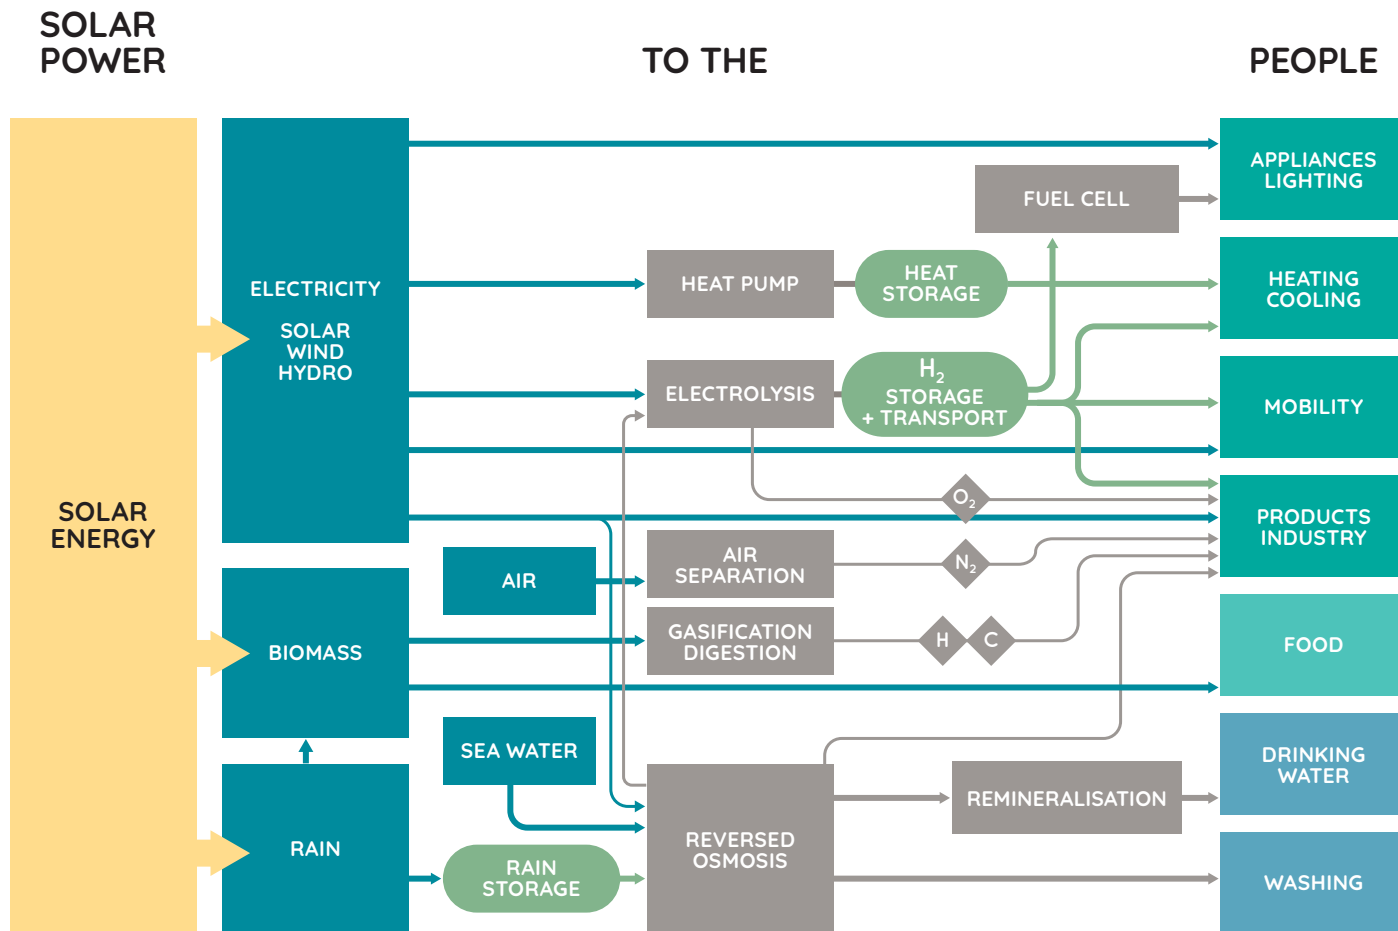 SOLAR
POWER
TO THE
PEOPLE
SOLAR
ENERGY
ELECTRICITY
SOLAR
WIND
HYDRO
BIOMASS
RAIN
AIR
SEA WATER
RAIN
STORAGE
HEAT PUMP
HEAT
STORAGE
ELECTROLYSIS
H₂
STORAGE
+ TRANSPORT
FUEL CELL
O₂
AIR
SEPARATION
N₂
GASIFICATION
DIGESTION
H
C
REVERSED
OSMOSIS
REMINERALISATION
APPLIANCES
LIGHTING
HEATING
COOLING
MOBILITY
PRODUCTS
INDUSTRY
FOOD
DRINKING
WATER
WASHING